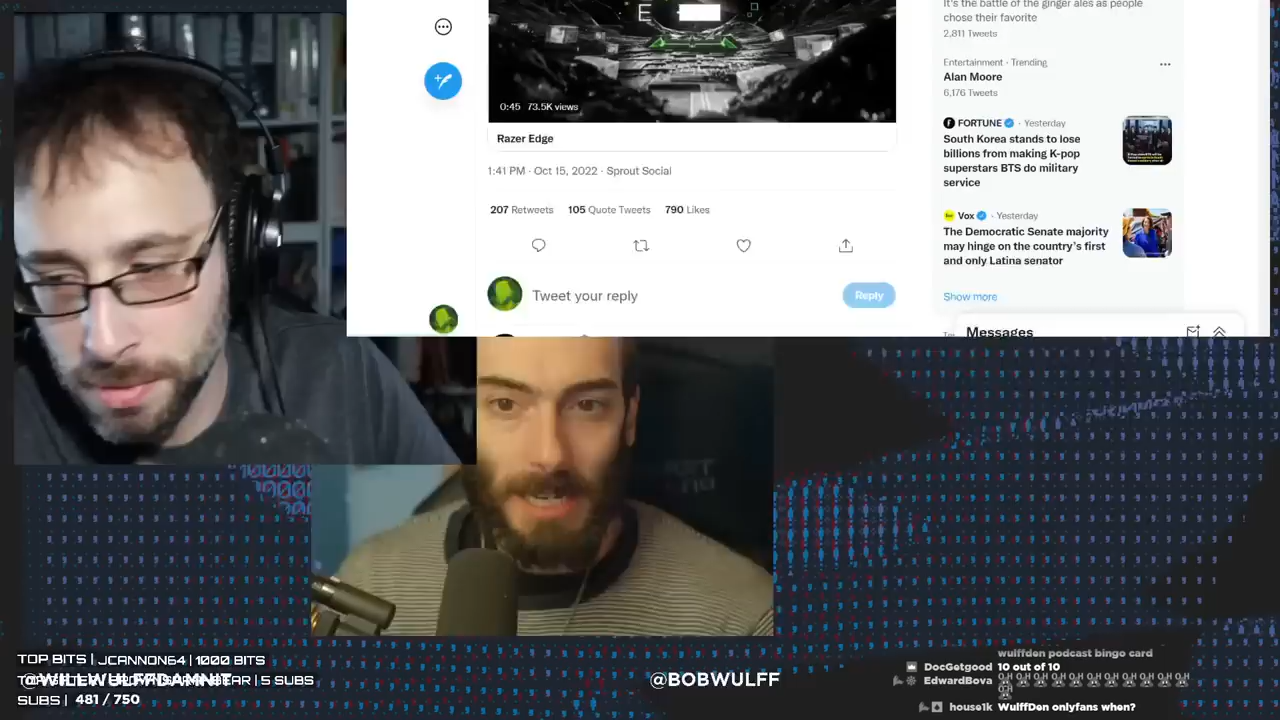 It's the battle of the ginger ales as people
chose their favorite
2,811 Tweets
Entertainment · Trending
Alan Moore
6,176 Tweets
FORTUNE · Yesterday
South Korea stands to lose
billions from making K-pop
superstars BTS do military
service
Vox · Yesterday
The Democratic Senate majority
may hinge on the country's first
and only Latina senator
Show more
Messages
E
0:45 73.5K views
Razer Edge
1:41 PM · Oct 15, 2022 · Sprout Social
207 Retweets 105 Quote Tweets 790 Likes
Tweet your reply
Reply
TOP BITS | JCANNON64 | 1000 BITS
| 5 SUBS
SUBS | 481 / 750
@BOBWULFF
wulffden podcast bingo card
DocGetgood 10 out of 10
EdwardBova
house1k WulffDen onlyfans when?